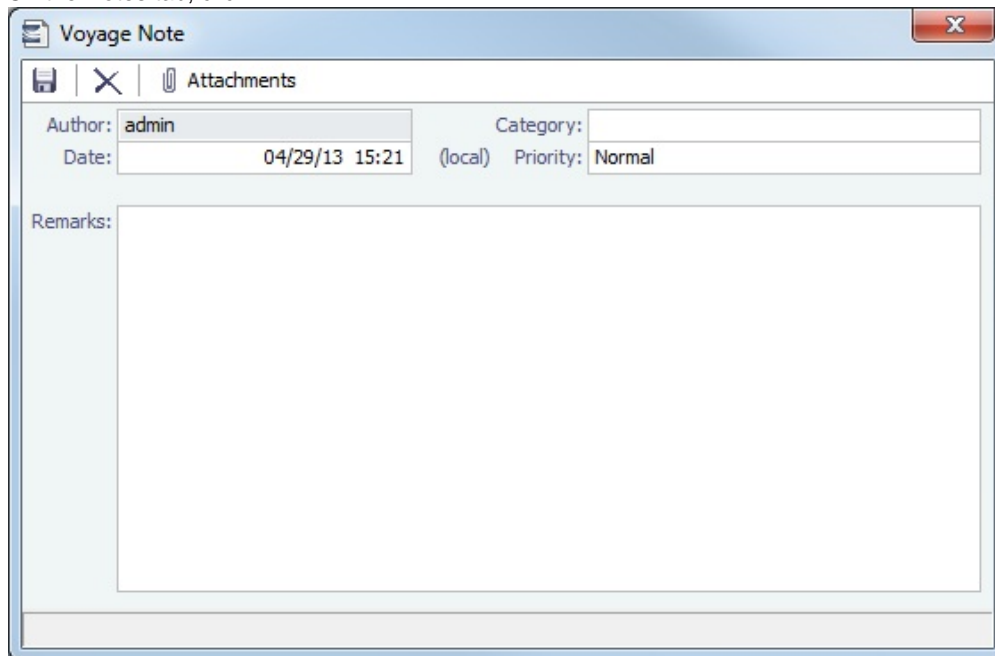 Voyage Note
Attachments
Author: admin Category:
Date: 04/29/13 15:21 (local) Priority: Normal
Remarks: